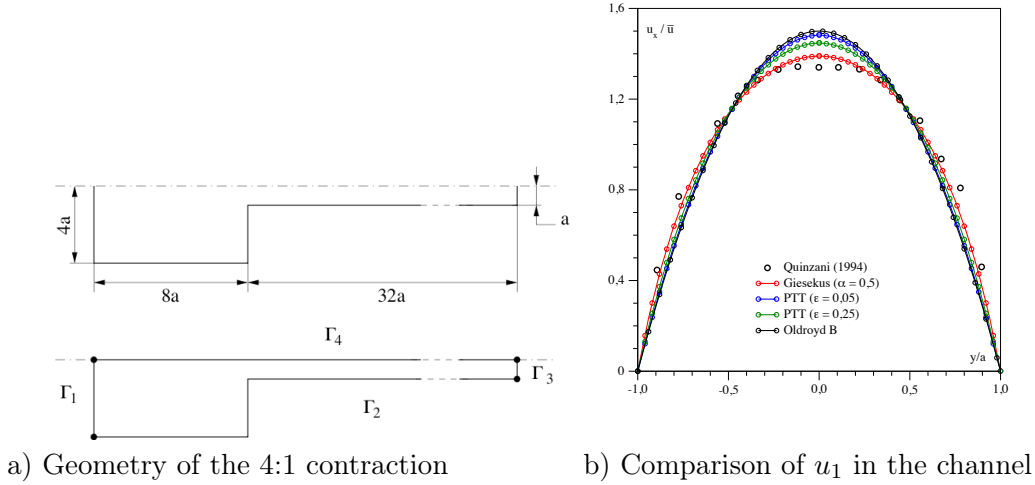 4a
a
8a
32a
Γ4
Γ1
Γ3
Γ2
a) Geometry of the 4:1 contraction
1,6
ux / ū
1,2
0,8
0,4
0
Quinzani (1994)
Giesekus (α = 0,5)
PTT (ε = 0,05)
PTT (ε = 0,25)
Oldroyd B
y/a
-1,0
-0,5
0,0
0,5
1,0
b) Comparison of u1 in the channel